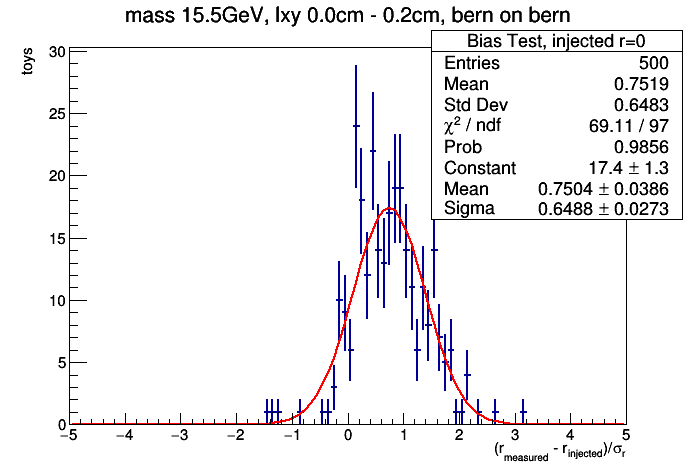 mass 15.5GeV, lxy 0.0cm - 0.2cm, bern on bern
toys
Bias Test, injected r=0
Entries 500
Mean 0.7519
Std Dev 0.6483
χ² / ndf 69.11 / 97
Prob 0.9856
Constant 17.4 ± 1.3
Mean 0.7504 ± 0.0386
Sigma 0.6488 ± 0.0273
30
25
20
15
10
5
0
−5 −4 −3 −2 −1 0 1 2 3 4 5
(r_measured - r_injected)/σ_r